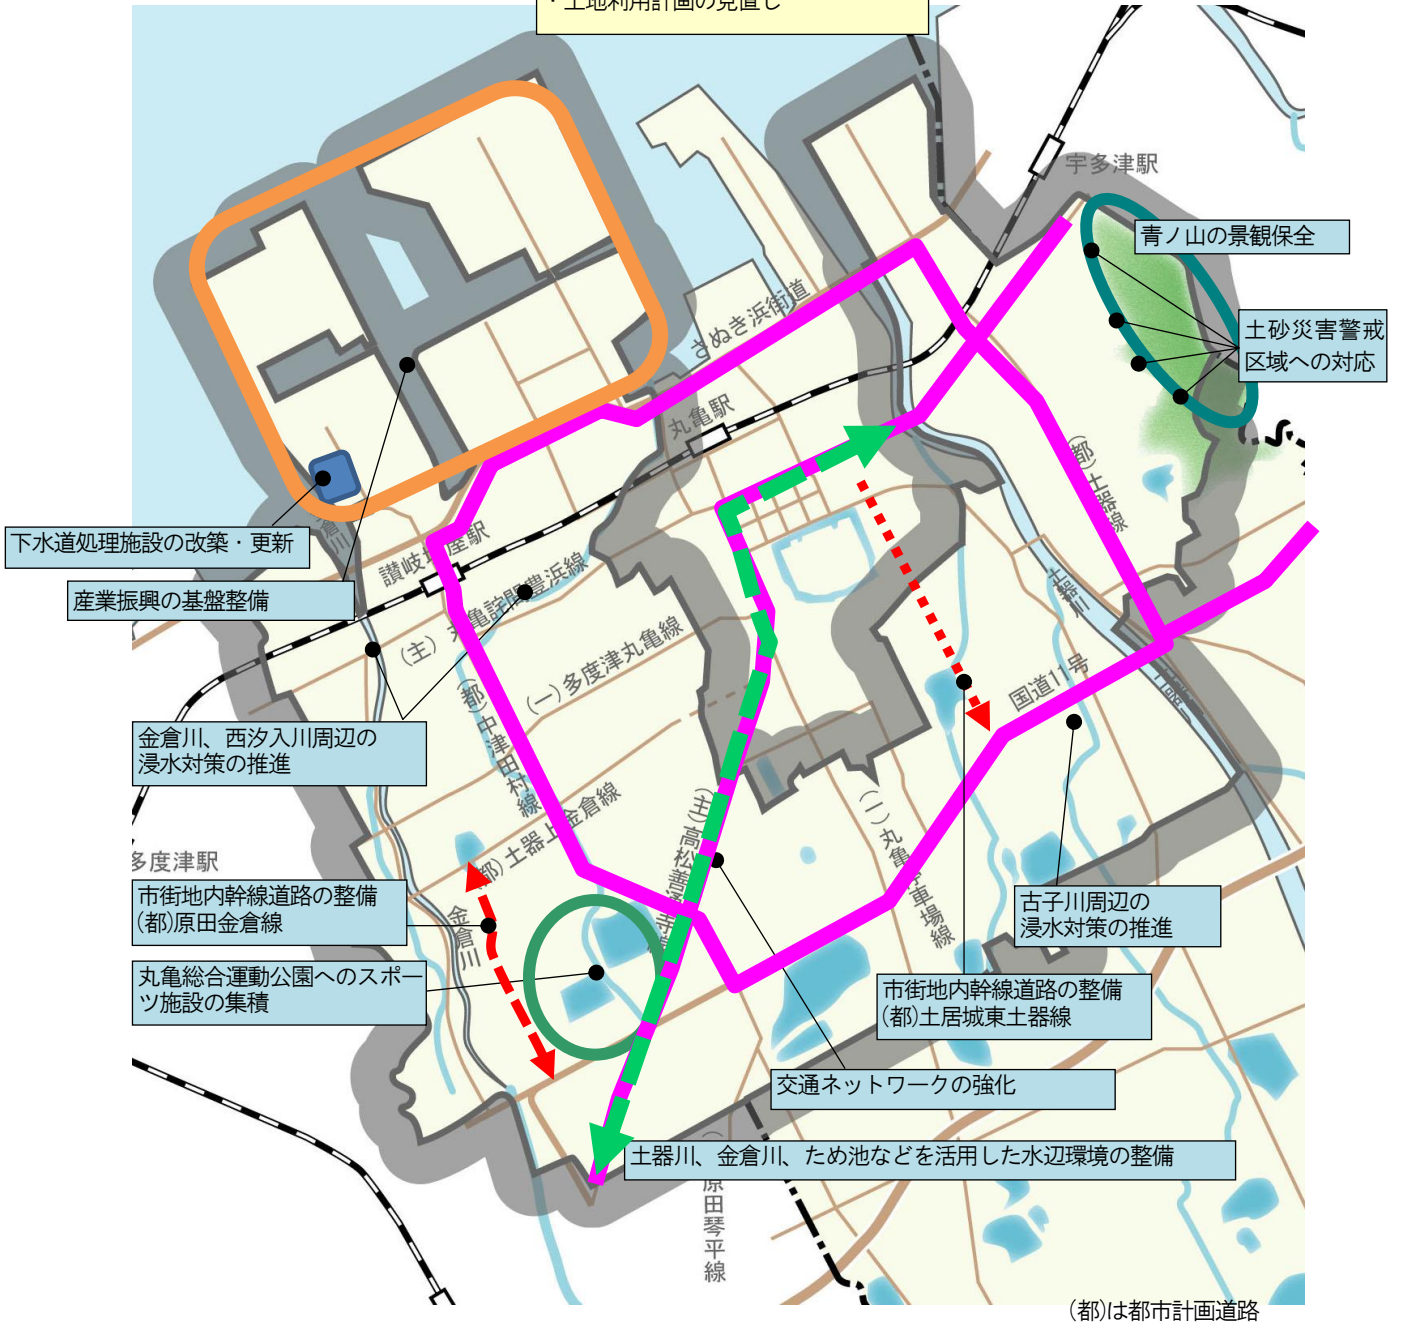 ・土地利用計画の見直し
宇多津駅
青ノ山の景観保全
土砂災害警戒
区域への対応
さぬき浜街道
丸亀駅
(都)土器線
下水道処理施設の改築・更新
倉川
讃岐塩屋駅
産業振興の基盤整備
(主)丸亀詫間豊浜線
土器川
(一)多度津丸亀線
国道11号
(都)中津田村線
金倉川、西汐入川周辺の
浸水対策の推進
(都)土器上金倉線
(主)高松善通寺線
(一)丸亀停車場線
多度津駅
市街地内幹線道路の整備
(都)原田金倉線
金倉川
古子川周辺の
浸水対策の推進
丸亀総合運動公園へのスポー
ツ施設の集積
市街地内幹線道路の整備
(都)土居城東土器線
交通ネットワークの強化
土器川、金倉川、ため池などを活用した水辺環境の整備
原田琴平線
(都)は都市計画道路